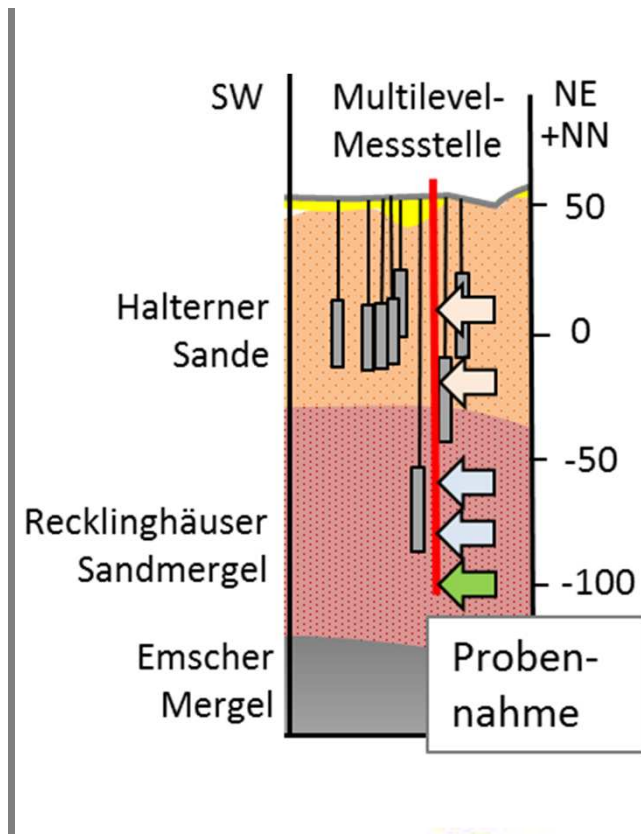 SW
Multilevel-
Messstelle
NE
+NN
50
Halterner
Sande
0
-50
Recklinghäuser
Sandmergel
-100
Emscher
Mergel
Proben-
nahme